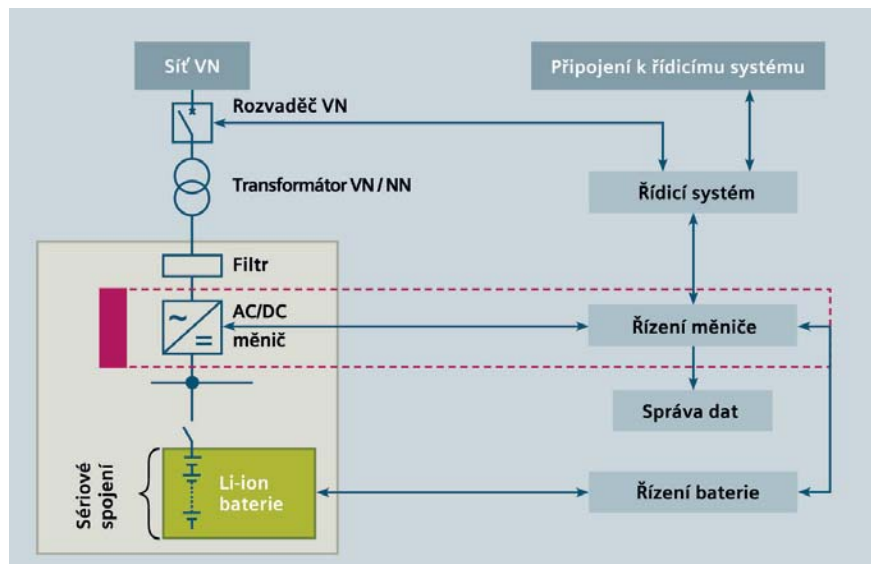 Síť VN
Připojení k řídicímu systému
Rozvaděč VN
Transformátor VN / NN
Řídicí systém
Filtr
AC/DC
měnič
Řízení měniče
Správa dat
Sériové
spojení
Li-ion
baterie
Řízení baterie